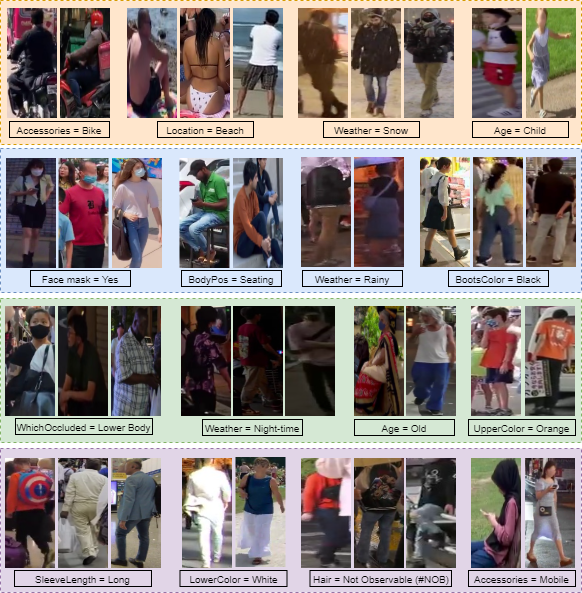 Accessories = Bike
Location = Beach
Weather = Snow
Age = Child
Face mask = Yes
BodyPos = Seating
Weather = Rainy
BootsColor = Black
WhichOccluded = Lower Body
Weather = Night-time
Age = Old
UpperColor = Orange
SleeveLength = Long
LowerColor = White
Hair = Not Observable (#NOB)
Accessories = Mobile